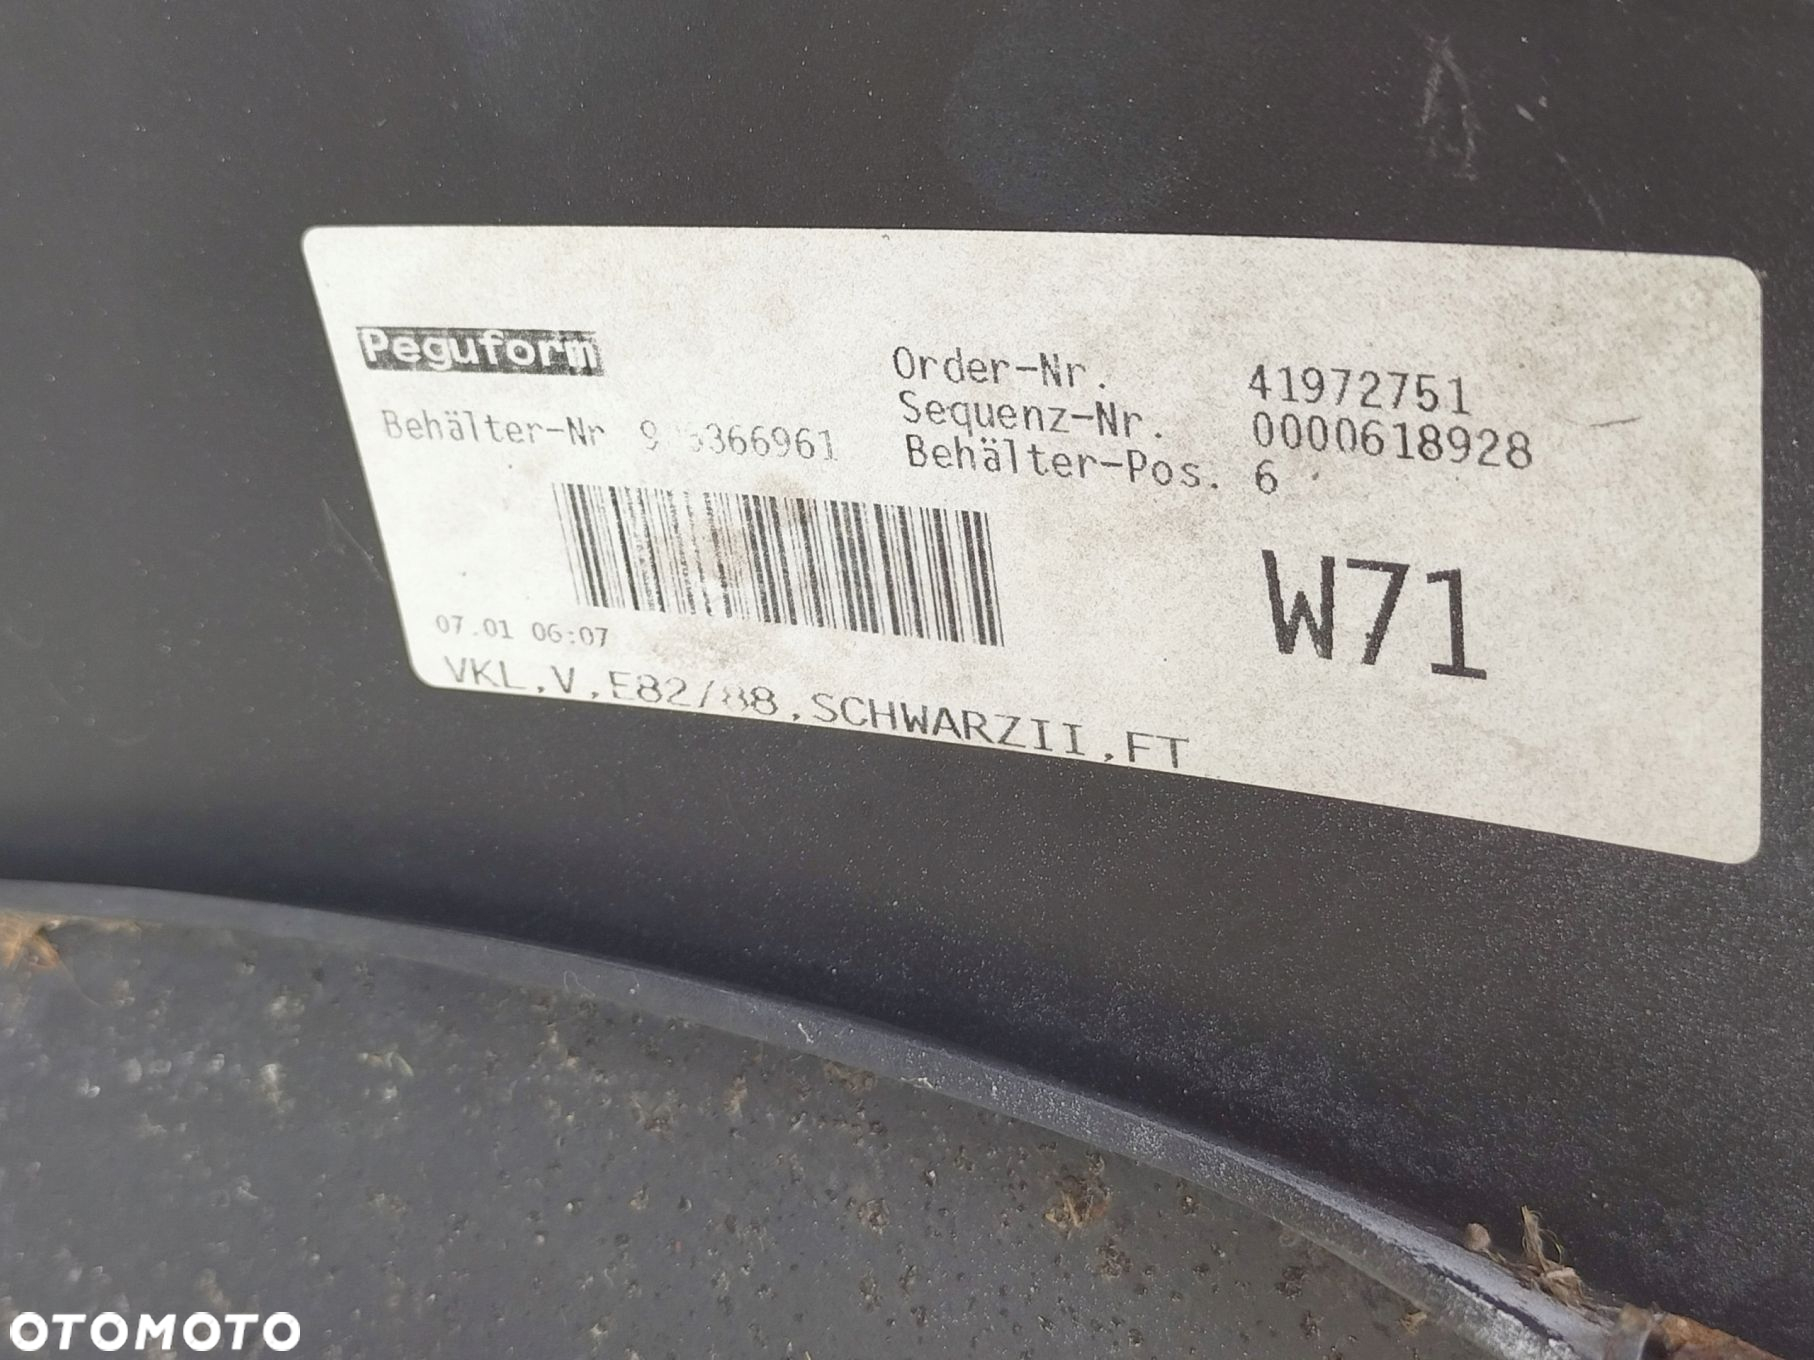 Peguform
Order-Nr. 41972751
Sequenz-Nr. 0000618928
Behälter-Nr
Behälter-Pos. 6
W71
07.01 06:07
VKL,V,E82/88,SCHWARZII,FT
OTOMOTO